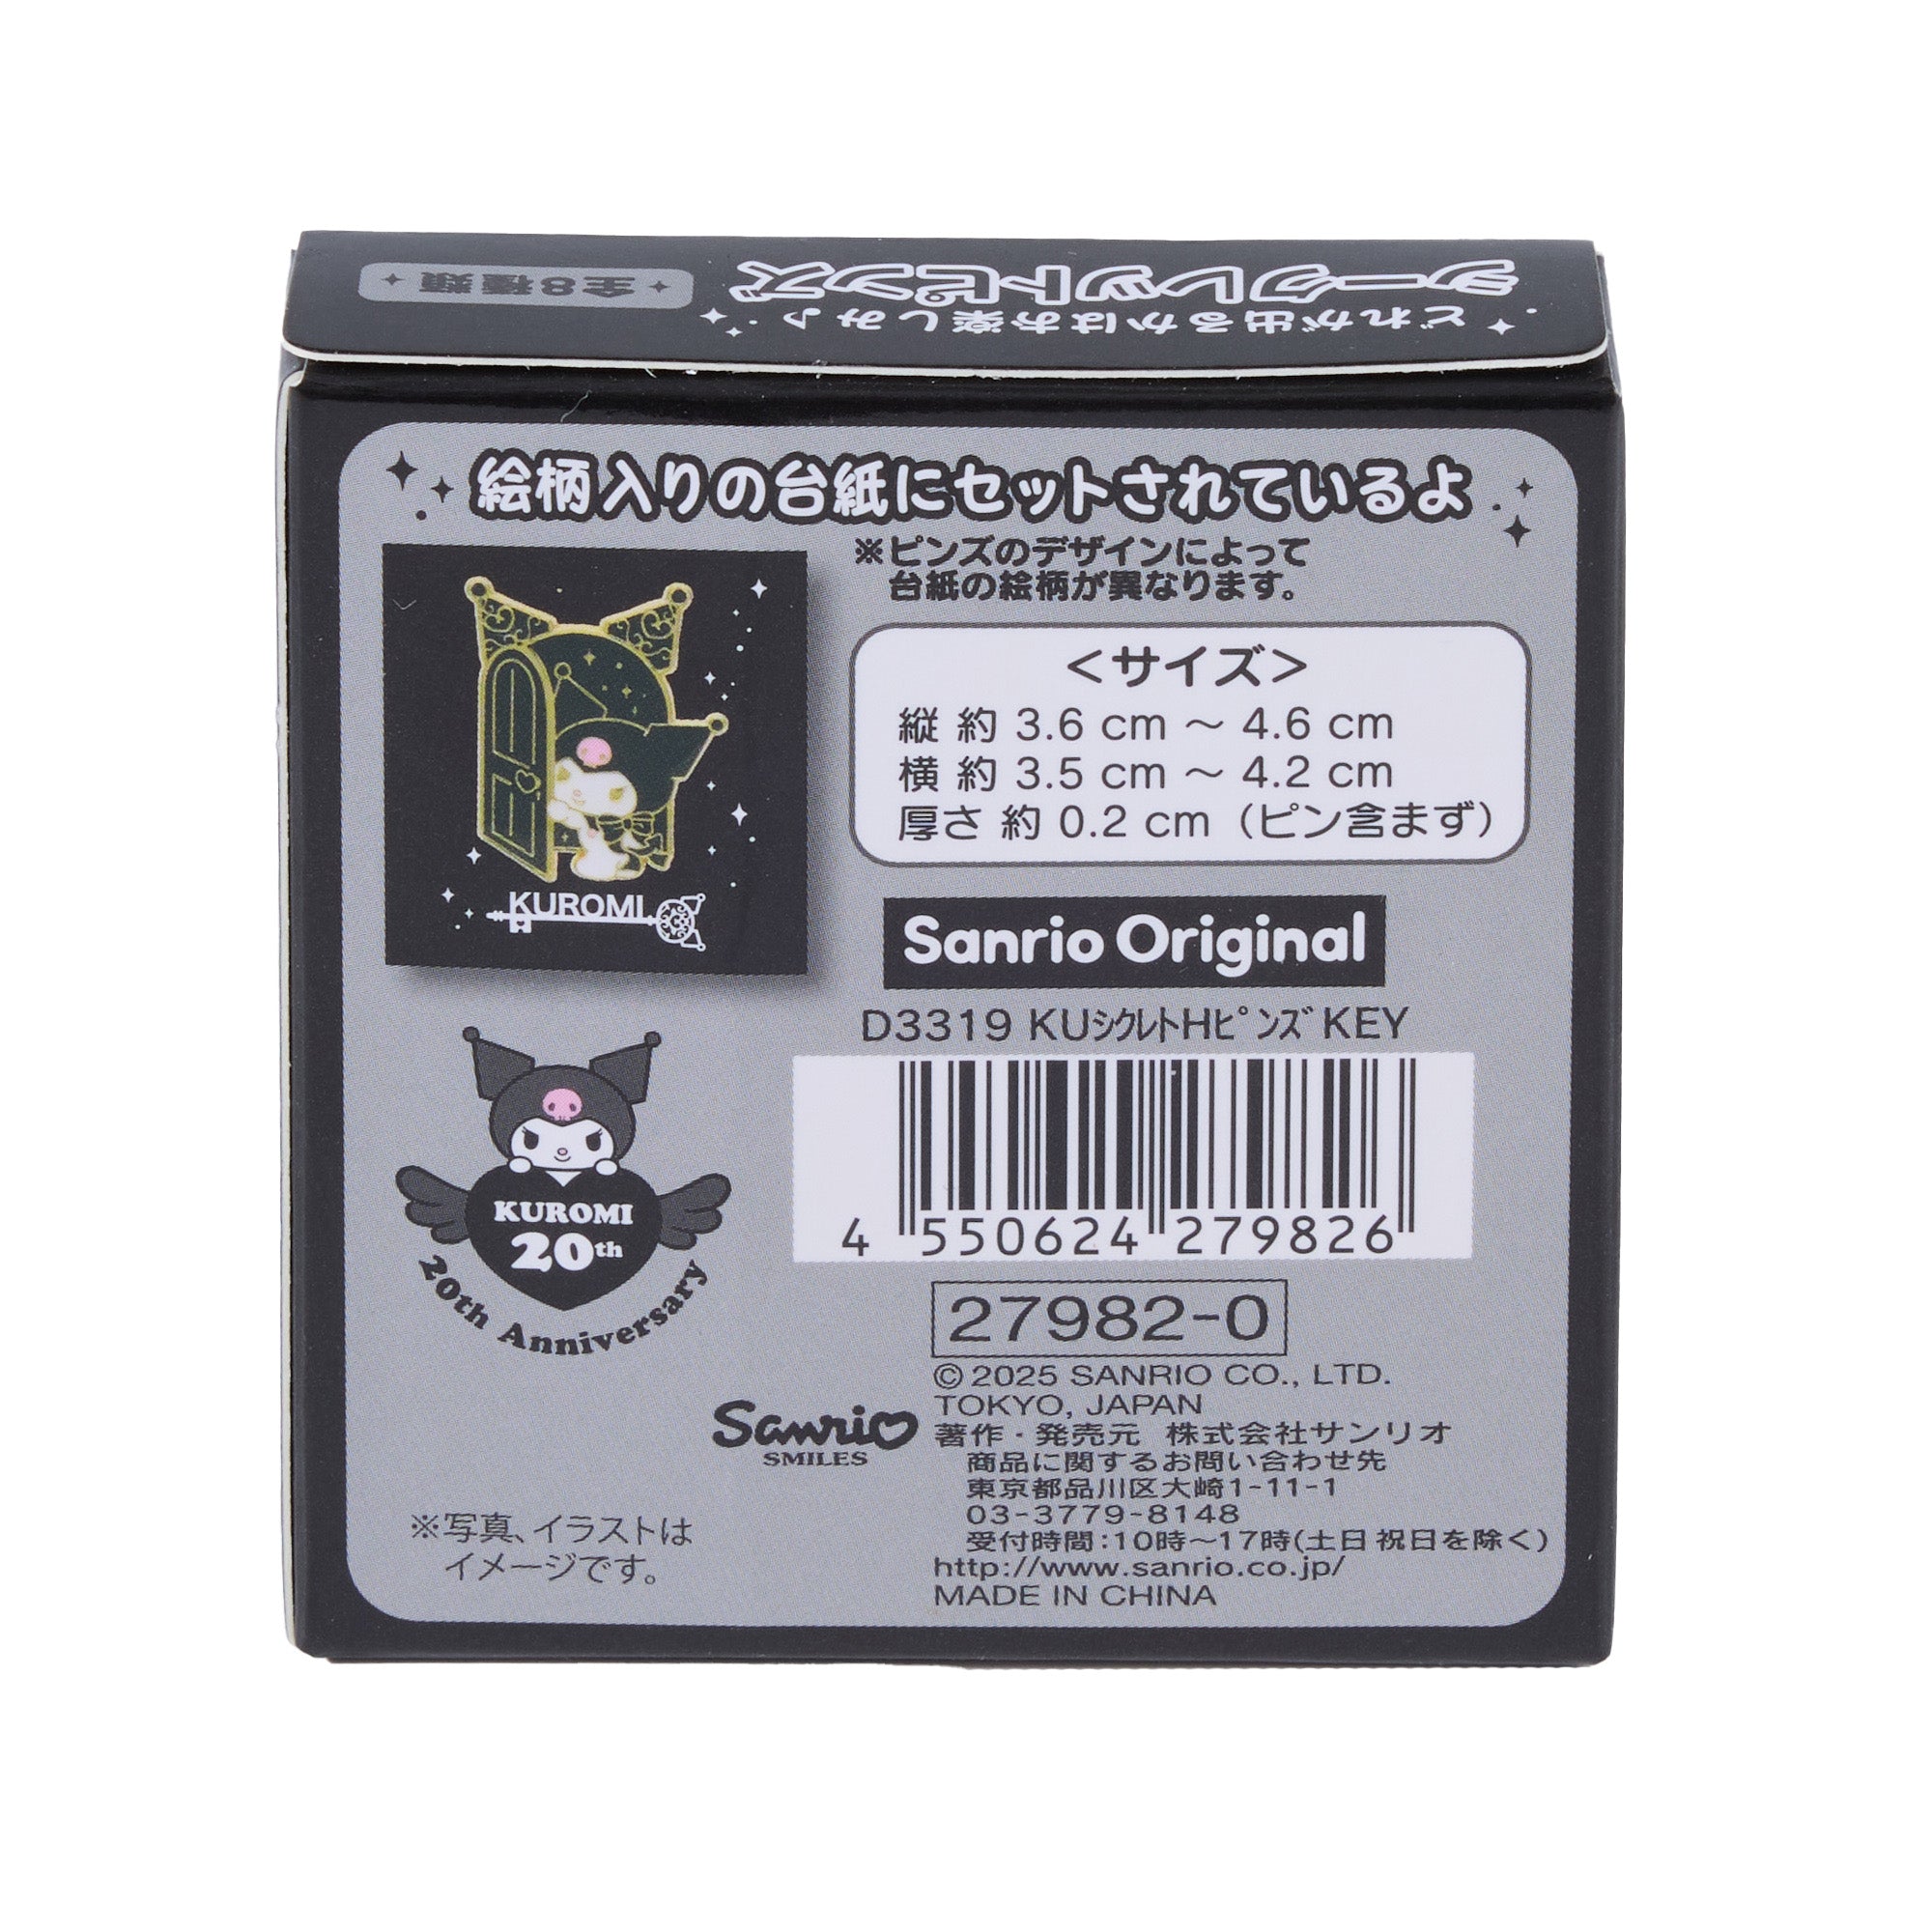 どれが出るかはお楽しみ♪
シークレットピンズ
全8種類
絵柄入りの台紙にセットされているよ
※ピンズのデザインによって
台紙の絵柄が異なります。
<サイズ>
縦 約 3.6 cm ～ 4.6 cm
横 約 3.5 cm ～ 4.2 cm
厚さ 約 0.2 cm（ピン含まず）
KUROMI
Sanrio Original
D3319 KUｼｸﾚﾄHﾋﾟﾝｽﾞKEY
4 550624 279826
KUROMI
20th
20th Anniversary
27982-0
© 2025 SANRIO CO., LTD.
TOKYO, JAPAN
Sanrio
SMILES
著作・発売元 株式会社サンリオ
商品に関するお問い合わせ先
東京都品川区大崎1-11-1
03-3779-8148
受付時間：10時～17時(土日 祝日を除く)
http://www.sanrio.co.jp/
MADE IN CHINA
※写真、イラストは
イメージです。